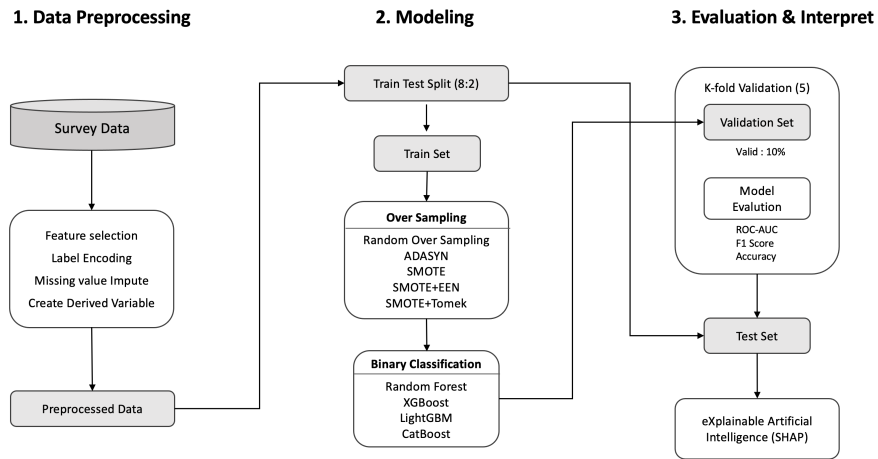 1. Data Preprocessing
Survey Data
Feature selection
Label Encoding
Missing value Impute
Create Derived Variable
Preprocessed Data
2. Modeling
Train Test Split (8:2)
Train Set
Over Sampling
Random Over Sampling
ADASYN
SMOTE
SMOTE+EEN
SMOTE+Tomek
Binary Classification
Random Forest
XGBoost
LightGBM
CatBoost
3. Evaluation & Interpret
K-fold Validation (5)
Validation Set
Valid : 10%
Model
Evalution
ROC-AUC
F1 Score
Accuracy
Test Set
eXplainable Artificial
Intelligence (SHAP)